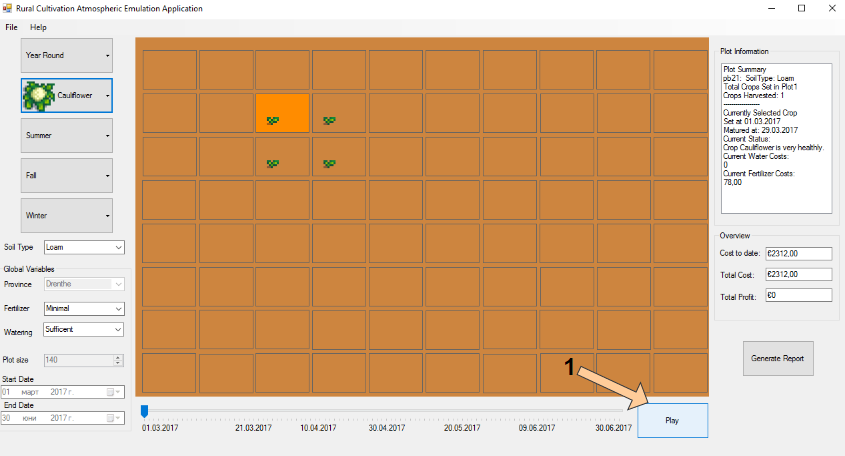 Rural Cultivation Atmospheric Emulation Application
File Help
Year Round
Cauliflower
Summer
Fall
Winter
Soil Type Loam
Global Variables
Province Drenthe
Fertilizer Minimal
Watering Sufficent
Plot size 140
Start Date
01 март 2017 г.
End Date
30 юни 2017 г.
1
01.03.2017 21.03.2017 10.04.2017 30.04.2017 20.05.2017 09.06.2017 30.06.2017
Play
Plot Information
Plot Summary
pb21: SoilType: Loam
Total Crops Set in Plot1
Crops Harvested: 1
-----------------
Currently Selected Crop
Set at 01.03.2017
Matured at: 29.03.2017
Current Status:
Crop Cauliflower is very healthly.
Current Water Costs:
0
Current Fertilizer Costs:
78,00
Overview
Cost to date: €2312,00
Total Cost: €2312,00
Total Profit: €0
Generate Report